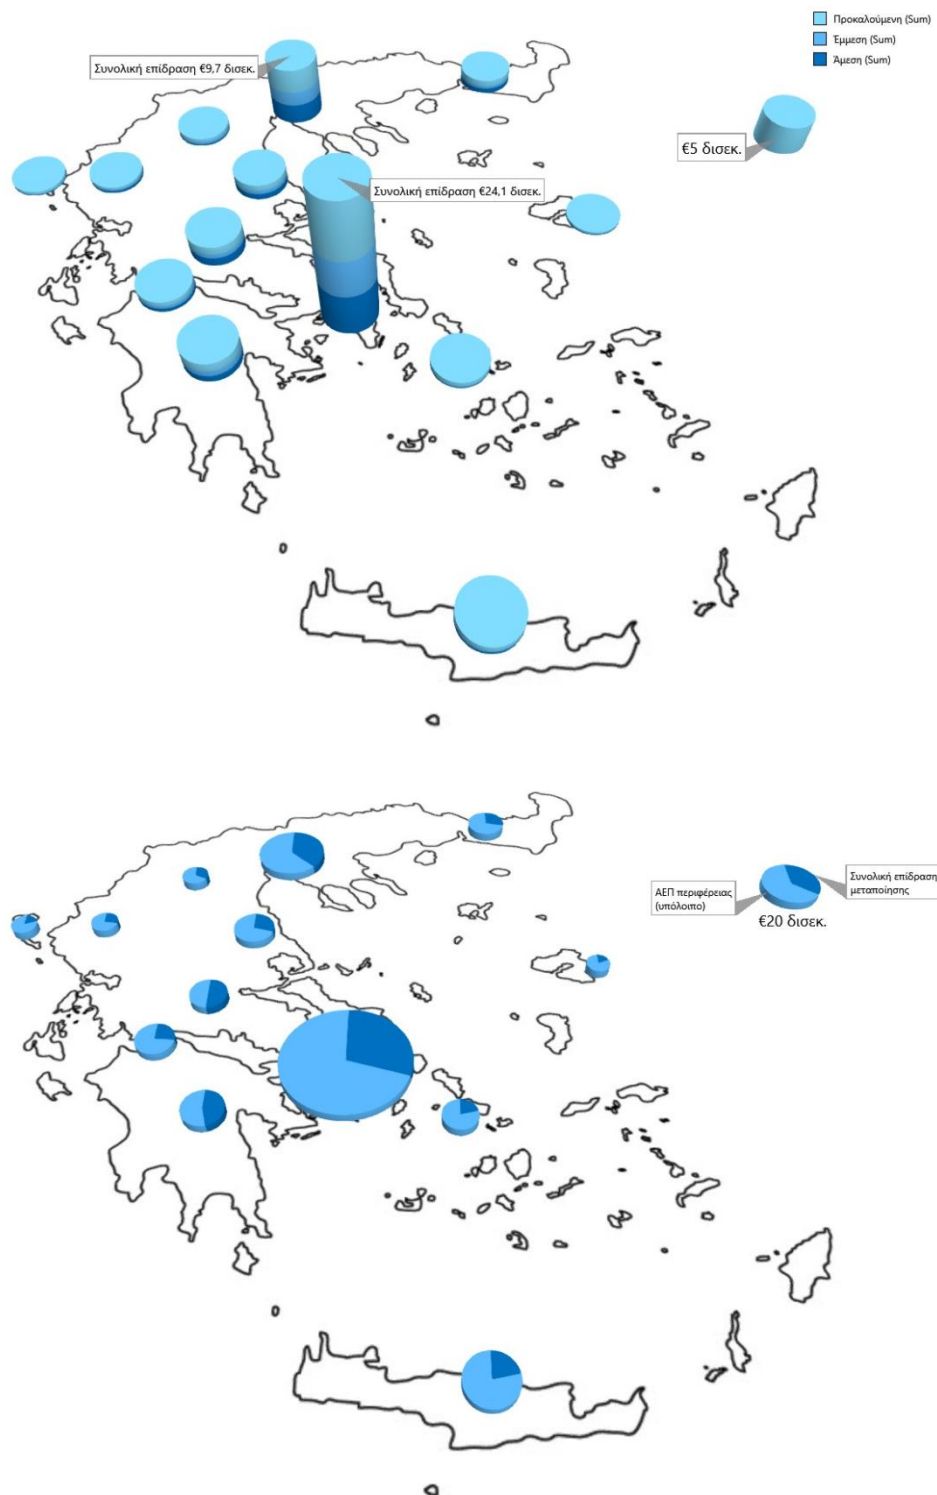 Προκαλούμενη (Sum)
Έμμεση (Sum)
Άμεση (Sum)
Συνολική επίδραση €9,7 δισεκ.
€5 δισεκ.
Συνολική επίδραση €24,1 δισεκ.
Συνολική επίδραση
μεταποίησης
ΑΕΠ περιφέρειας
(υπόλοιπο)
€20 δισεκ.